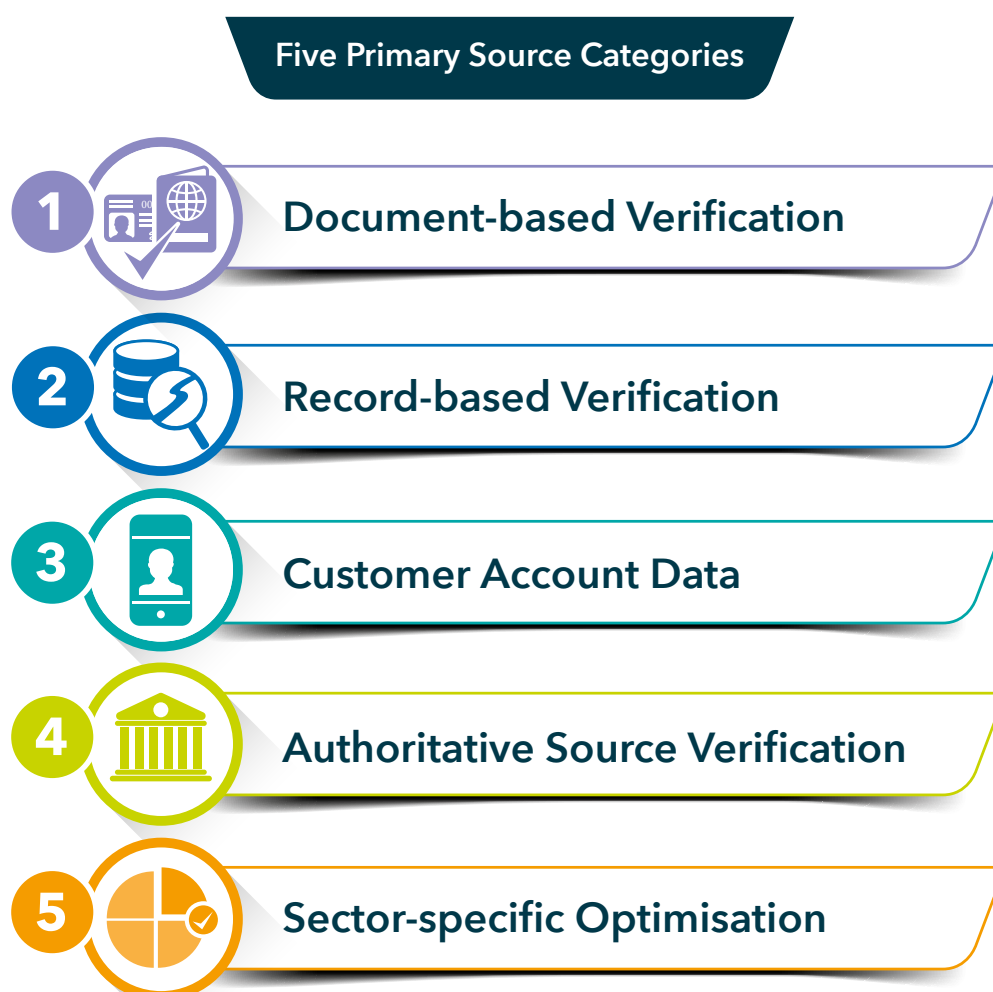 Five Primary Source Categories
1
Document-based Verification
2
Record-based Verification
3
Customer Account Data
4
Authoritative Source Verification
5
Sector-specific Optimisation